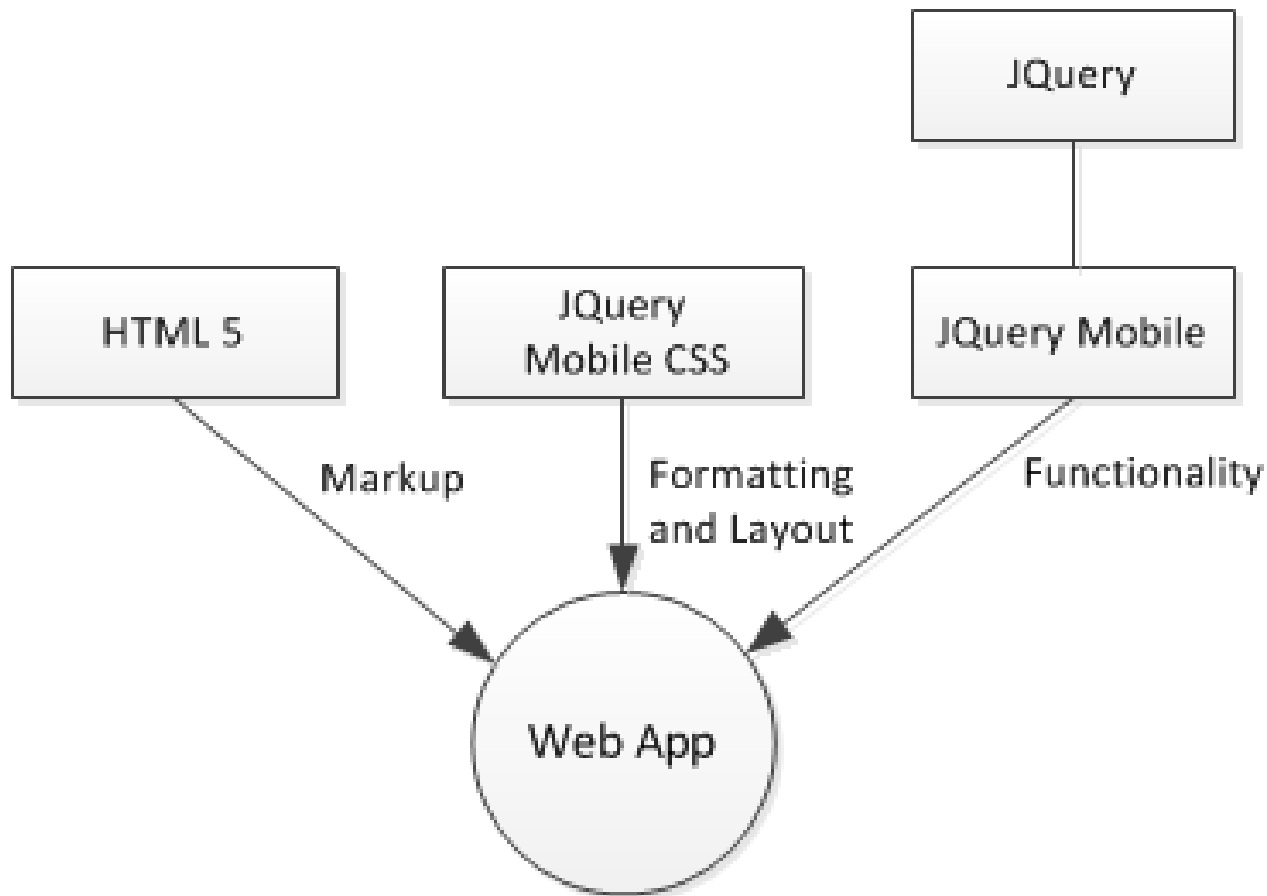 JQuery
HTML 5
JQuery
Mobile CSS
JQuery Mobile
Markup
Formatting
and Layout
Functionality
Web App